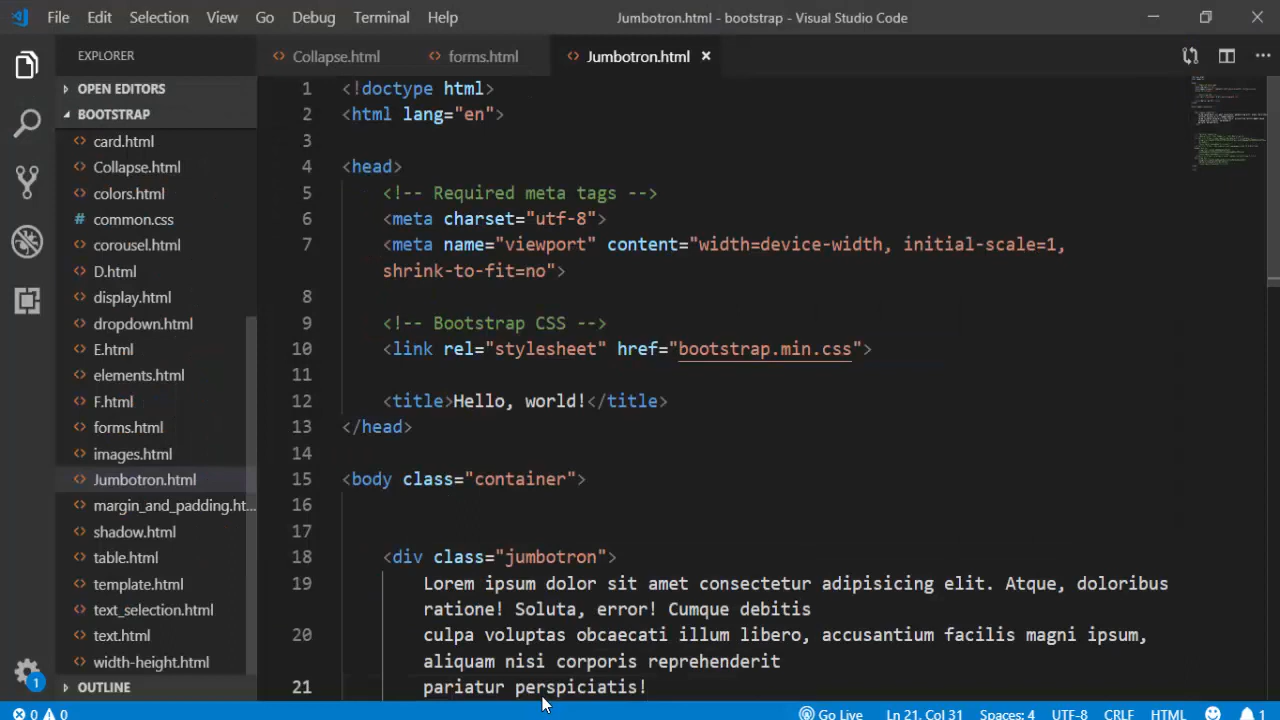 File Edit Selection View Go Debug Terminal Help Jumbotron.html - bootstrap - Visual Studio Code
EXPLORER
OPEN EDITORS
BOOTSTRAP
card.html
Collapse.html
colors.html
# common.css
corousel.html
D.html
display.html
dropdown.html
E.html
elements.html
F.html
forms.html
images.html
Jumbotron.html
margin_and_padding.ht...
shadow.html
table.html
template.html
text_selection.html
text.html
width-height.html
OUTLINE
1
Collapse.html forms.html Jumbotron.html
1 <!doctype html>
2 <html lang="en">
3
4 <head>
5 <!-- Required meta tags -->
6 <meta charset="utf-8">
7 <meta name="viewport" content="width=device-width, initial-scale=1,
shrink-to-fit=no">
8
9 <!-- Bootstrap CSS -->
10 <link rel="stylesheet" href="bootstrap.min.css">
11
12 <title>Hello, world!</title>
13 </head>
14
15 <body class="container">
16
17
18 <div class="jumbotron">
19 Lorem ipsum dolor sit amet consectetur adipisicing elit. Atque, doloribus
ratione! Soluta, error! Cumque debitis
20 culpa voluptas obcaecati illum libero, accusantium facilis magni ipsum,
aliquam nisi corporis reprehenderit
21 pariatur perspiciatis!
0 0 Go Live Ln 21, Col 31 Spaces: 4 UTF-8 CRLF HTML 1